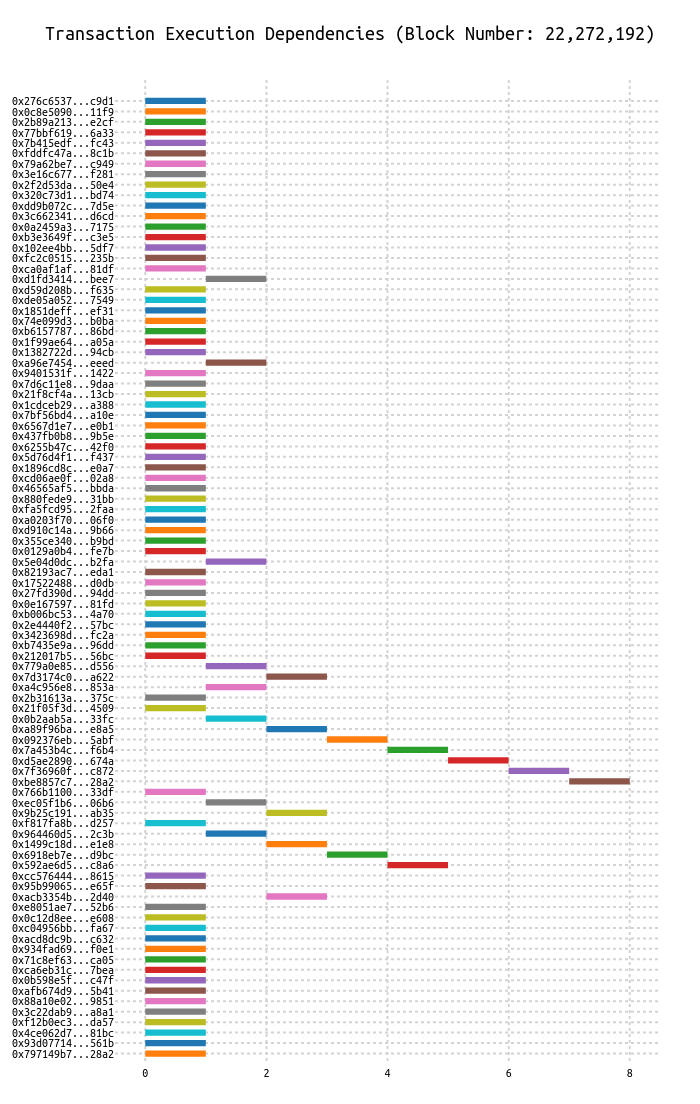 Transaction Execution Dependencies (Block Number: 22,272,192)
0x276c6537...c9d1
0x0c8e5090...11f9
0x2b89a213...e2cf
0x77bbf619...6a33
0x7b415edf...fc43
0xfddfc47a...8c1b
0x79a62be7...c949
0x3e16c677...f281
0x2f2d53da...50e4
0x320c73d1...bd74
0xdd9b072c...7d5e
0x3c662341...d6cd
0x0a2459a3...7175
0xb3e3649f...c3e5
0x102ee4bb...5df7
0xfc2c0515...235b
0xca0af1af...81df
0xd1fd3414...bee7
0xd59d208b...f635
0xde05a052...7549
0x1851deff...ef31
0x74e099d3...b0ba
0xb6157787...86bd
0x1f99ae64...a05a
0x1382722d...94cb
0xa96e7454...eeed
0x9401531f...1422
0x7d6c11e8...9daa
0x21f8cf4a...13cb
0x1cdceb29...a388
0x7bf56bd4...a10e
0x6567d1e7...e0b1
0x437fb0b8...9b5e
0x6255b47c...42f0
0x5d76d4f1...f437
0x1896cd8c...e0a7
0xcd06ae0f...02a8
0x46565af5...bbda
0x880fede9...31bb
0xfa5fcd95...2faa
0xa0203f70...06f0
0xd910c14a...9b66
0x355ce340...b9bd
0x0129a0b4...fe7b
0x5e04d0dc...b2fa
0x82193ac7...eda1
0x17522488...d0db
0x27fd390d...94dd
0x0e167597...81fd
0xb006bc53...4a70
0x2e4440f2...57bc
0x3423698d...fc2a
0xb7435e9a...96dd
0x212017b5...56bc
0x779a0e85...d556
0x7d3174c0...a622
0xa4c956e8...853a
0x2b31613a...375c
0x21f05f3d...4509
0x0b2aab5a...33fc
0xa89f96ba...e8a5
0x092376eb...5abf
0x7a453b4c...f6b4
0xd5ae2890...674a
0x7f36960f...c872
0xbe8857c7...28a2
0x766b1100...33df
0xec05f1b6...06b6
0x9b25c191...ab35
0xf817fa8b...d257
0x964460d5...2c3b
0x1499c18d...e1e8
0x6918eb7e...d9bc
0x592ae6d5...c8a6
0xcc576444...8615
0x95b99065...e65f
0xacb3354b...2d40
0xe8051ae7...52b6
0x0c12d8ee...e608
0xc04956bb...fa67
0xacd8dc9b...c632
0x934fad69...f0e1
0x71c8ef63...ca05
0xca6eb31c...7bea
0x0b598e5f...c47f
0xafb674d9...5b41
0x88a10e02...9851
0x3c22dab9...a8a1
0xf12b0ec3...da57
0x4ce062d7...81bc
0x93d07714...561b
0x797149b7...28a2
0 2 4 6 8